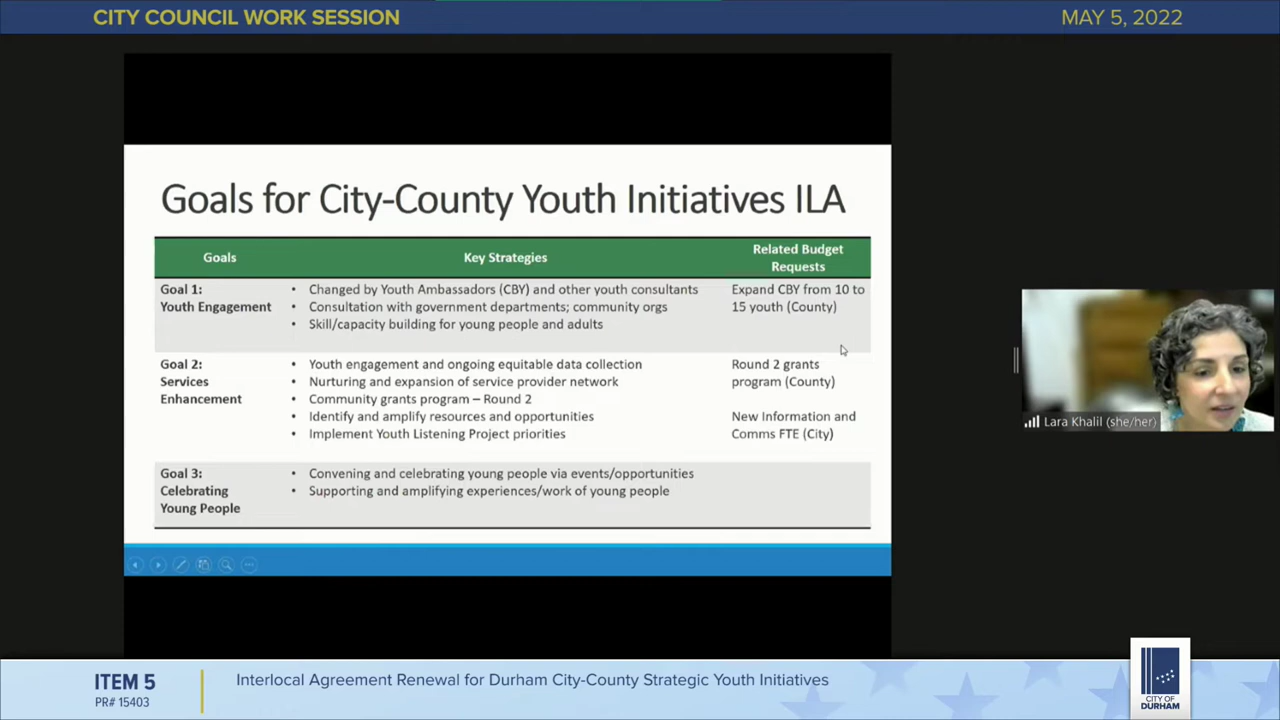 CITY COUNCIL WORK SESSION
MAY 5, 2022
Goals for City-County Youth Initiatives ILA
Goals
Key Strategies
Related Budget
Requests
Goal 1:
Youth Engagement
• Changed by Youth Ambassadors (CBY) and other youth consultants
• Consultation with government departments; community orgs
• Skill/capacity building for young people and adults
Expand CBY from 10 to
15 youth (County)
Goal 2:
Services
Enhancement
• Youth engagement and ongoing equitable data collection
• Nurturing and expansion of service provider network
• Community grants program – Round 2
• Identify and amplify resources and opportunities
• Implement Youth Listening Project priorities
Round 2 grants
program (County)
New Information and
Comms FTE (City)
Goal 3:
Celebrating
Young People
• Convening and celebrating young people via events/opportunities
• Supporting and amplifying experiences/work of young people
Lara Khalil (she/her)
ITEM 5
PR# 15403
Interlocal Agreement Renewal for Durham City-County Strategic Youth Initiatives
CITY OF
DURHAM